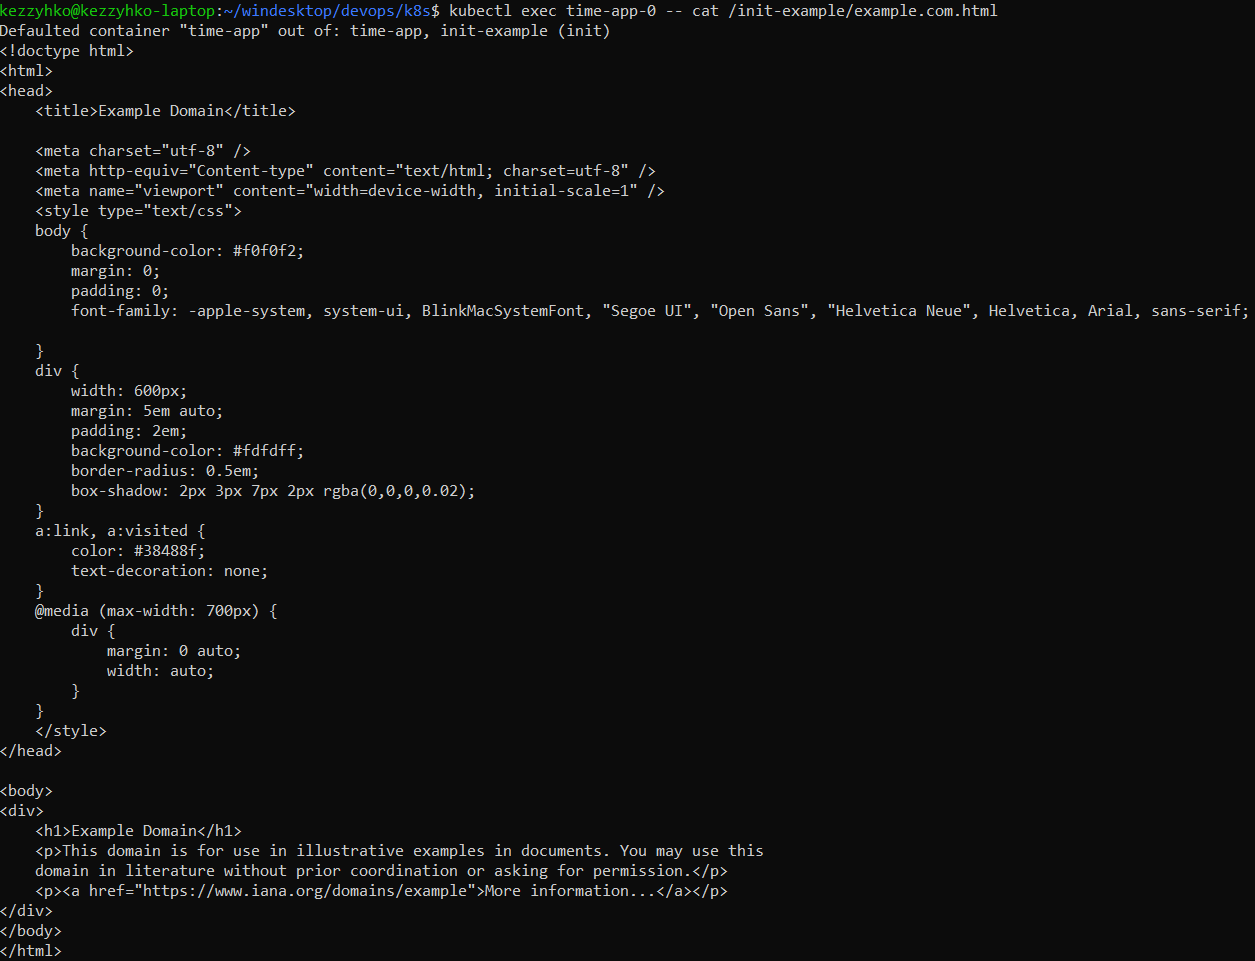 kezzyhko@kezzyhko-laptop:~/windesktop/devops/k8s$ kubectl exec time-app-0 -- cat /init-example/example.com.html
Defaulted container "time-app" out of: time-app, init-example (init)
<!doctype html>
<html>
<head>
    <title>Example Domain</title>

    <meta charset="utf-8" />
    <meta http-equiv="Content-type" content="text/html; charset=utf-8" />
    <meta name="viewport" content="width=device-width, initial-scale=1" />
    <style type="text/css">
    body {
        background-color: #f0f0f2;
        margin: 0;
        padding: 0;
        font-family: -apple-system, system-ui, BlinkMacSystemFont, "Segoe UI", "Open Sans", "Helvetica Neue", Helvetica, Arial, sans-serif;

    }
    div {
        width: 600px;
        margin: 5em auto;
        padding: 2em;
        background-color: #fdfdff;
        border-radius: 0.5em;
        box-shadow: 2px 3px 7px 2px rgba(0,0,0,0.02);
    }
    a:link, a:visited {
        color: #38488f;
        text-decoration: none;
    }
    @media (max-width: 700px) {
        div {
            margin: 0 auto;
            width: auto;
        }
    }
    </style>
</head>

<body>
<div>
    <h1>Example Domain</h1>
    <p>This domain is for use in illustrative examples in documents. You may use this
    domain in literature without prior coordination or asking for permission.</p>
    <p><a href="https://www.iana.org/domains/example">More information...</a></p>
</div>
</body>
</html>